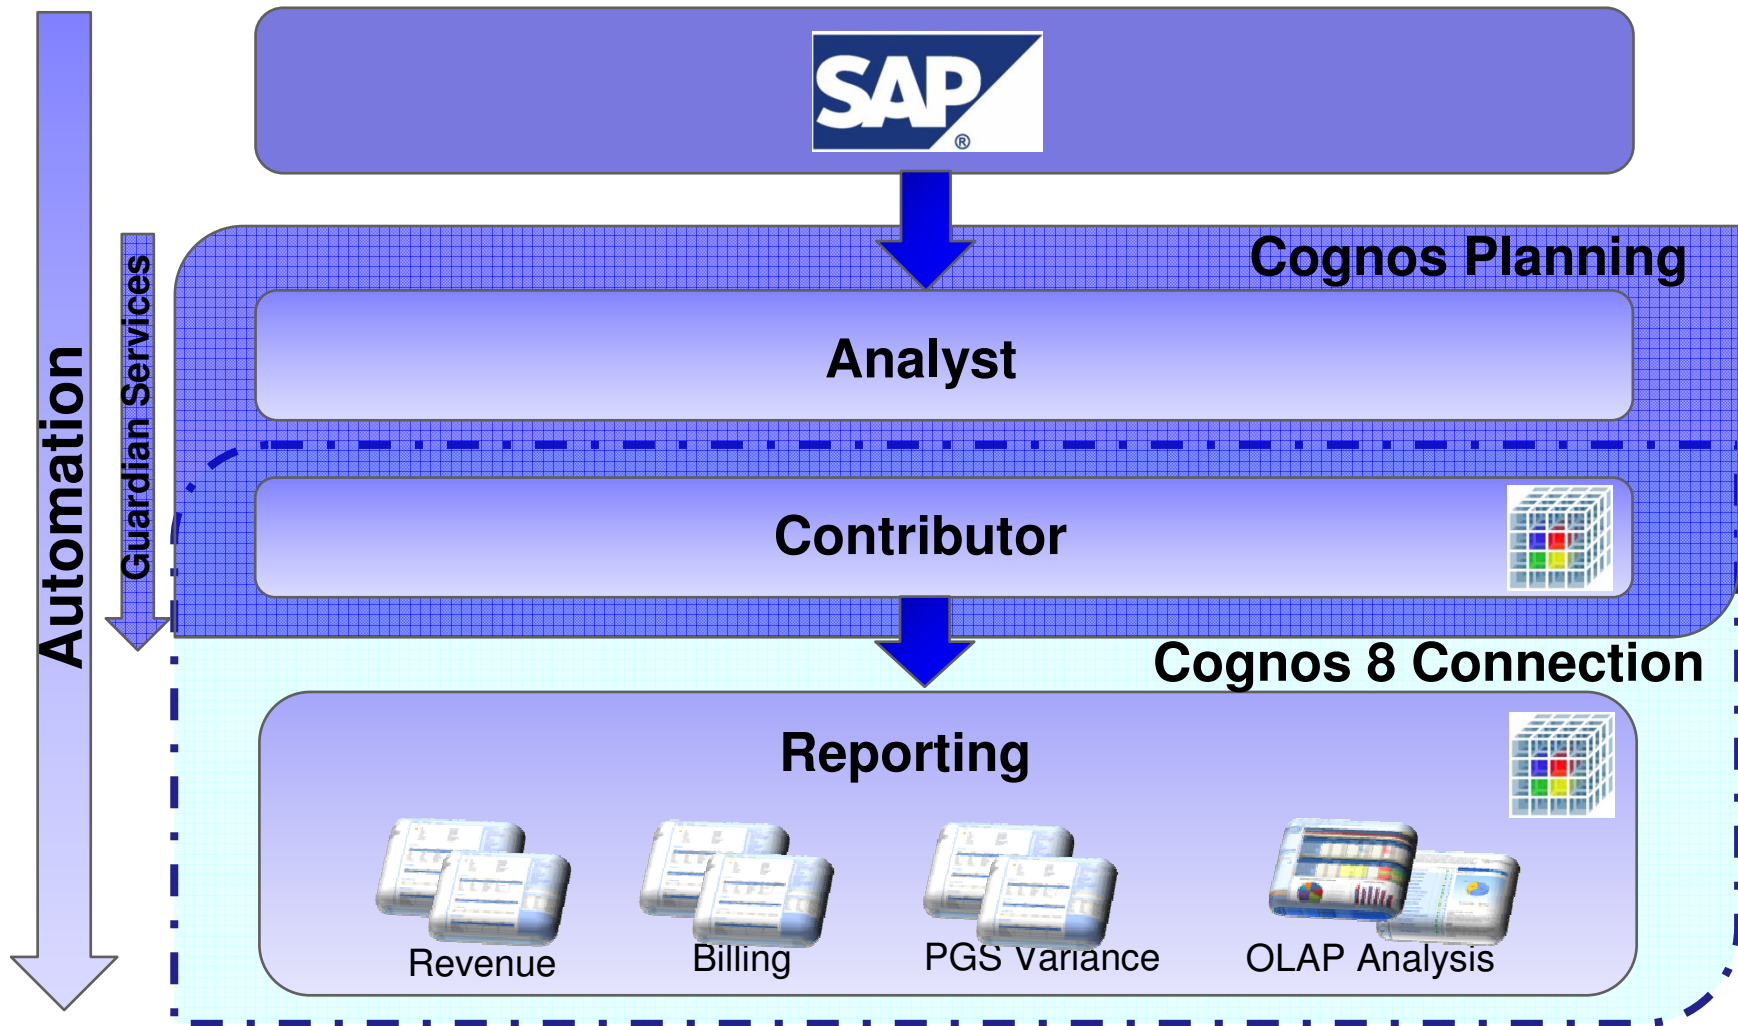 SAP
®
Cognos Planning
Analyst
Guardian Services
Automation
Contributor
Cognos 8 Connection
Reporting
Revenue
Billing
PGS Variance
OLAP Analysis